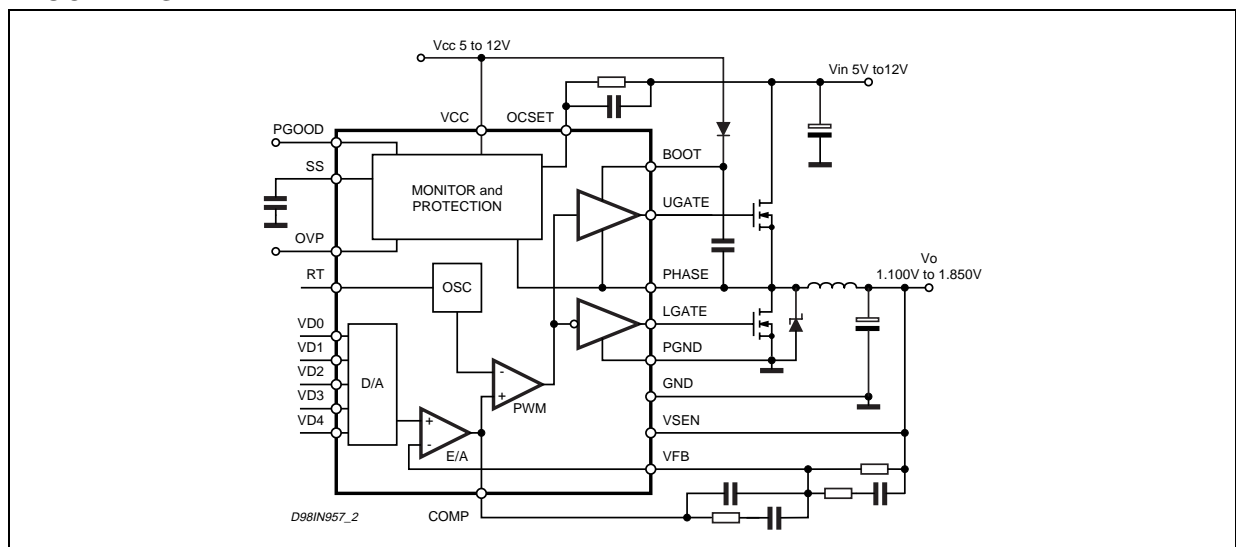 Vcc 5 to 12V
Vin 5V to12V
VCC
OCSET
PGOOD
BOOT
SS
MONITOR and
PROTECTION
UGATE
OVP
Vo
1.100V to 1.850V
RT
OSC
PHASE
LGATE
VD0
VD1
PGND
VD2
D/A
-
+
PWM
GND
VD3
VD4
+
-
E/A
VSEN
VFB
COMP
D98IN957_2